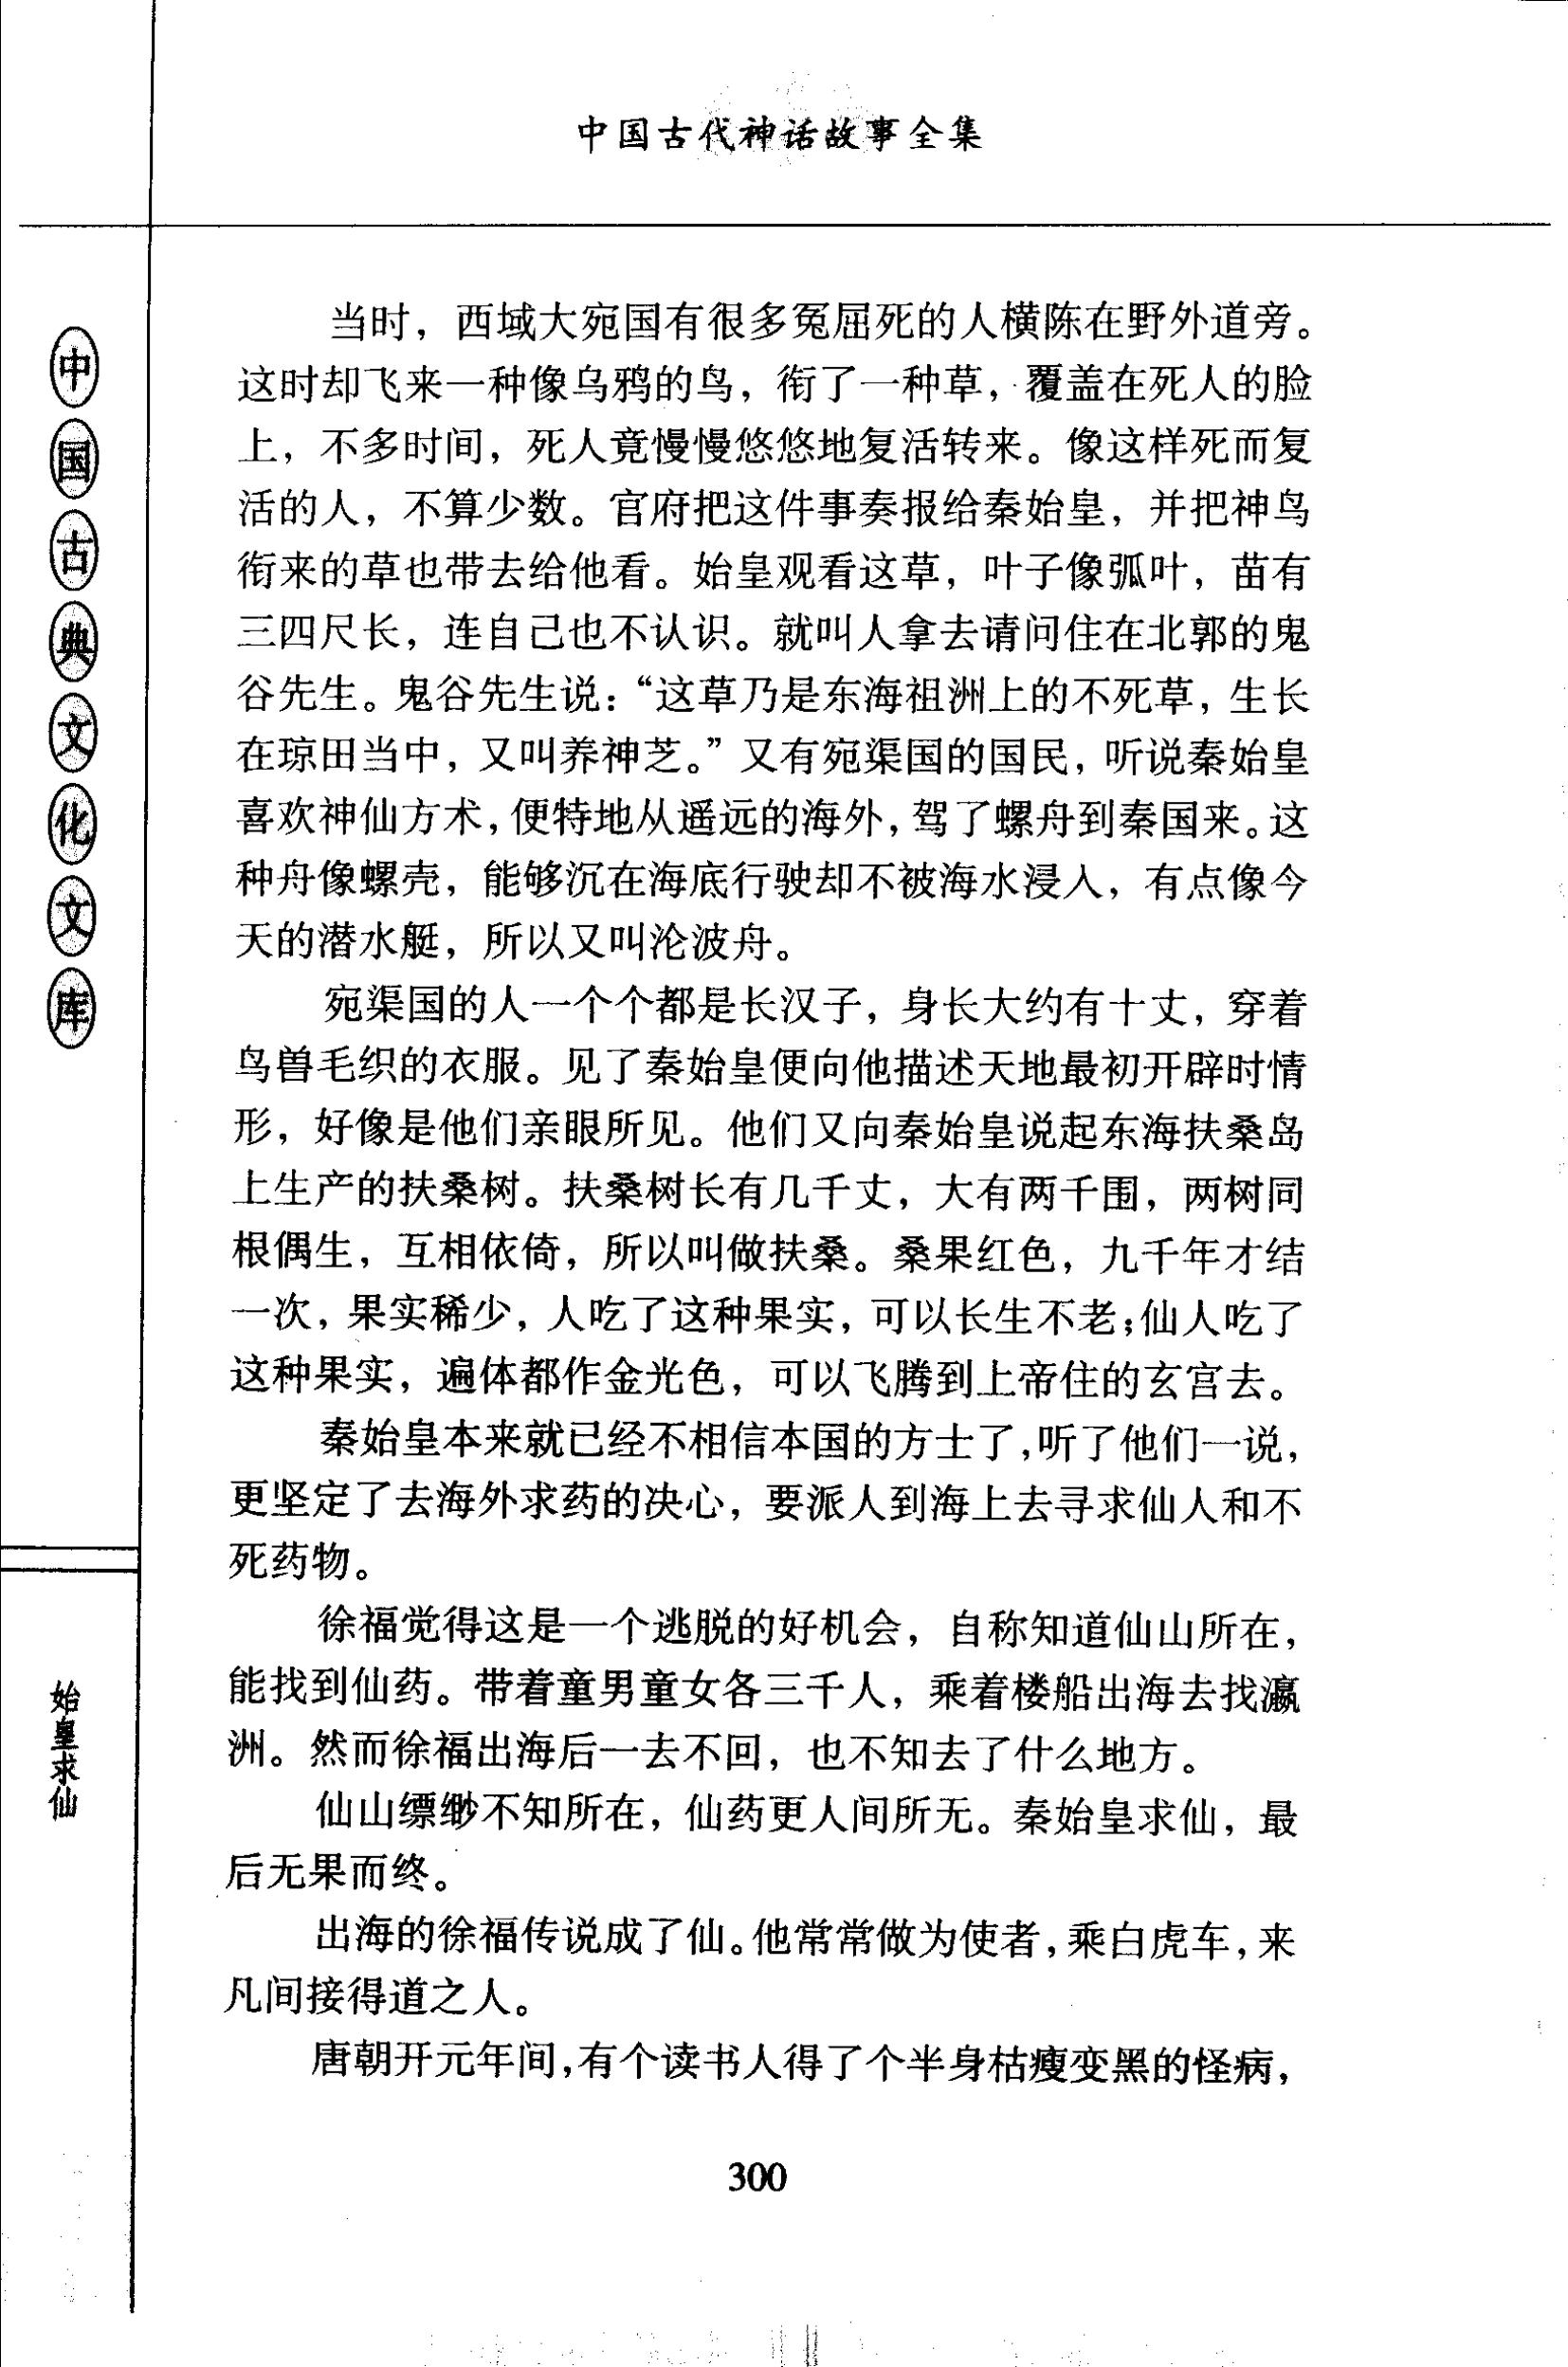 中国古代神话故事全集
中国古典文化文库
始皇求仙
当时，西域大宛国有很多冤屈死的人横陈在野外道旁。
这时却飞来一种像乌鸦的鸟，衔了一种草，覆盖在死人的脸
上，不多时间，死人竟慢慢悠悠地复活转来。像这样死而复
活的人，不算少数。官府把这件事奏报给秦始皇，并把神鸟
衔来的草也带去给他看。始皇观看这草，叶子像弧叶，苗有
三四尺长，连自己也不认识。就叫人拿去请问住在北郭的鬼
谷先生。鬼谷先生说：“这草乃是东海祖洲上的不死草，生长
在琼田当中，又叫养神芝。”又有宛渠国的国民，听说秦始皇
喜欢神仙方术，便特地从遥远的海外，驾了螺舟到秦国来。这
种舟像螺壳，能够沉在海底行驶却不被海水浸入，有点像今
天的潜水艇，所以又叫沦波舟。
宛渠国的人一个个都是长汉子，身长大约有十丈，穿着
鸟兽毛织的衣服。见了秦始皇便向他描述天地最初开辟时情
形，好像是他们亲眼所见。他们又向秦始皇说起东海扶桑岛
上生产的扶桑树。扶桑树长有几千丈，大有两千围，两树同
根偶生，互相依倚，所以叫做扶桑。桑果红色，九千年才结
一次，果实稀少，人吃了这种果实，可以长生不老；仙人吃了
这种果实，遍体都作金光色，可以飞腾到上帝住的玄宫去。
秦始皇本来就已经不相信本国的方士了，听了他们一说，
更坚定了去海外求药的决心，要派人到海上去寻求仙人和不
死药物。
徐福觉得这是一个逃脱的好机会，自称知道仙山所在，
能找到仙药。带着童男童女各三千人，乘着楼船出海去找瀛
洲。然而徐福出海后一去不回，也不知去了什么地方。
仙山缥缈不知所在，仙药更人间所无。秦始皇求仙，最
后无果而终。
出海的徐福传说成了仙。他常常做为使者，乘白虎车，来
凡间接得道之人。
唐朝开元年间，有个读书人得了个半身枯瘦变黑的怪病，
300